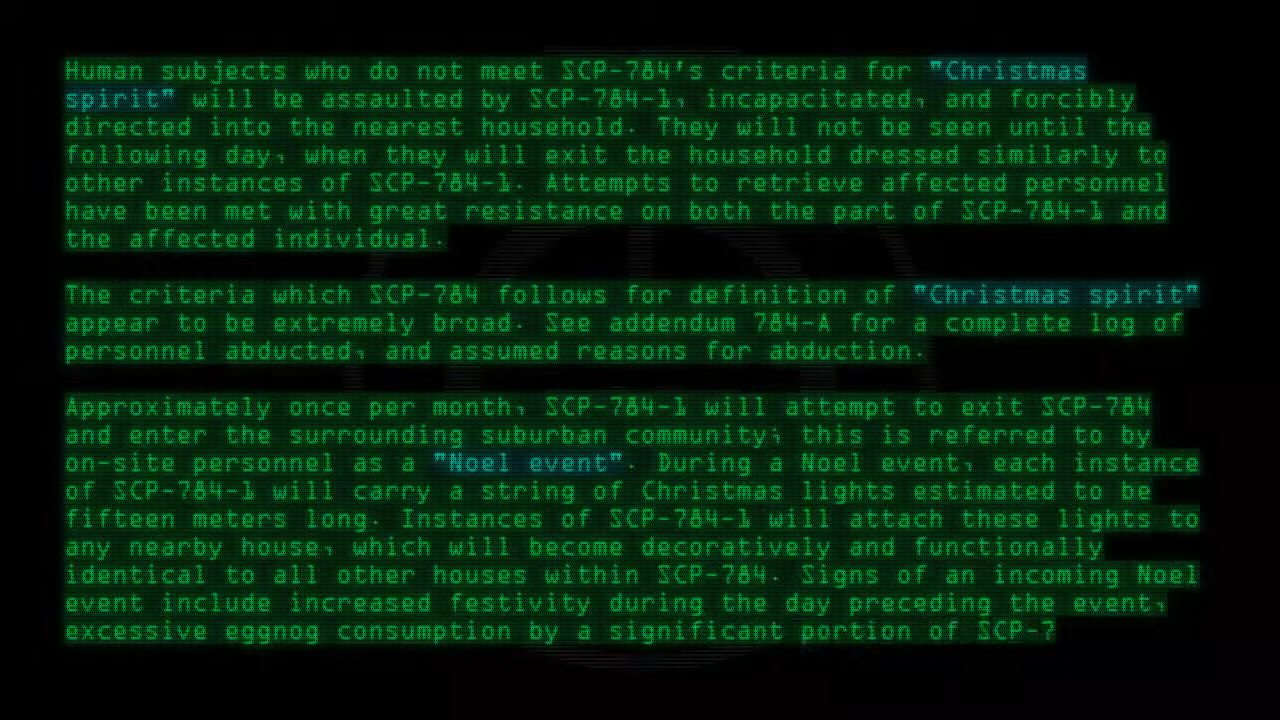 Human subjects who do not meet SCP-784's criteria for "Christmas
spirit" will be assaulted by SCP-784-1, incapacitated, and forcibly
directed into the nearest household. They will not be seen until the
following day, when they will exit the household dressed similarly to
other instances of SCP-784-1. Attempts to retrieve affected personnel
have been met with great resistance on both the part of SCP-784-1 and
the affected individual.
The criteria which SCP-784 follows for definition of "Christmas spirit"
appear to be extremely broad. See addendum 784-A for a complete log of
personnel abducted, and assumed reasons for abduction.
Approximately once per month, SCP-784-1 will attempt to exit SCP-784
and enter the surrounding suburban community; this is referred to by
on-site personnel as a "Noel event". During a Noel event, each instance
of SCP-784-1 will carry a string of Christmas lights estimated to be
fifteen meters long. Instances of SCP-784-1 will attach these lights to
any nearby house, which will become decoratively and functionally
identical to all other houses within SCP-784. Signs of an incoming Noel
event include increased festivity during the day preceding the event,
excessive eggnog consumption by a significant portion of SCP-7